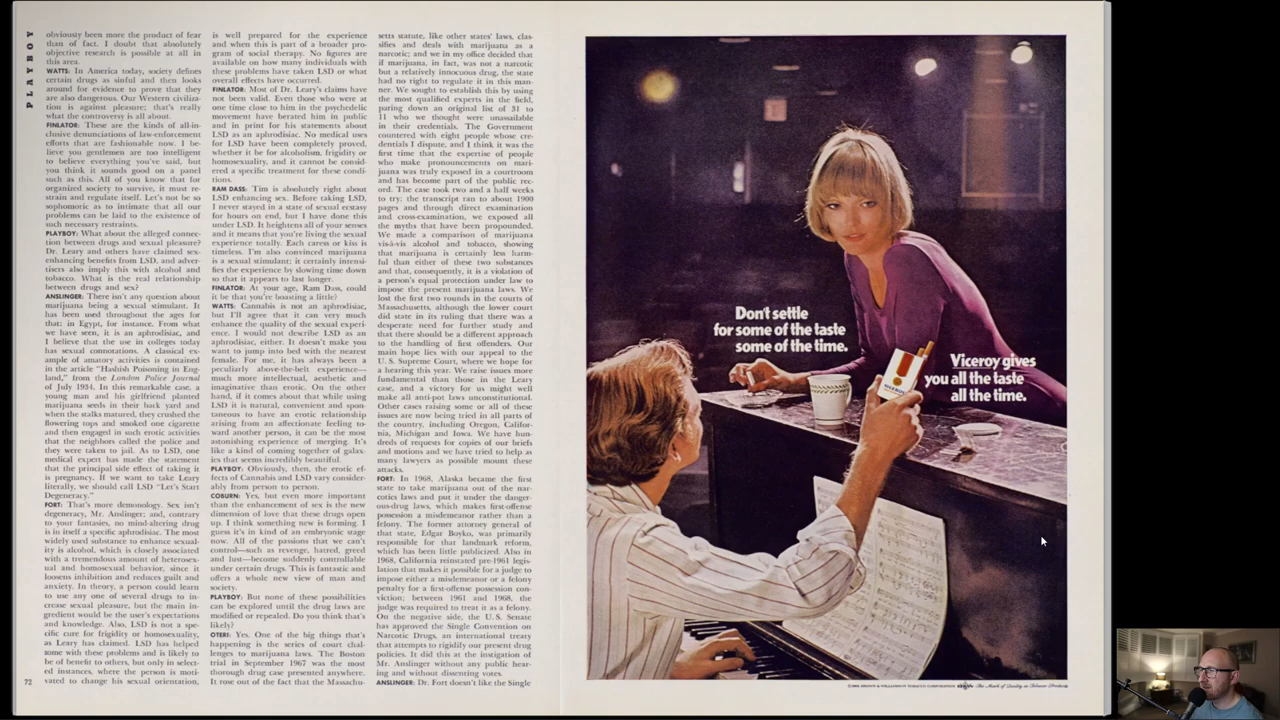 PLAYBOY
obviously been more the product of fear
than of fact. I doubt that absolutely
objective research is possible at all in
this area.
WATTS: In America today, society defines
certain drugs as sinful and then looks
around for evidence to prove that they
are also dangerous. Our Western civiliza-
tion is against pleasure; that's really
what the controversy is all about.
FINLATOR: These are the kinds of all-in-
clusive denunciations of law-enforcement
efforts that are fashionable now. I be-
lieve you gentlemen are too intelligent
to believe everything you've said, but
you think it sounds good on a panel
such as this. All of you know that for
organized society to survive, it must re-
strain and regulate itself. Let's not be so
sophomoric as to intimate that all our
problems can be laid to the existence of
such necessary restraints.
PLAYBOY: What about the alleged connec-
tion between drugs and sexual pleasure?
Dr. Leary and others have claimed sex-
enhancing benefits from LSD, and adver-
tisers also imply this with alcohol and
tobacco. What is the real relationship
between drugs and sex?
ANSLINGER: There isn't any question about
marijuana being a sexual stimulant. It
has been used throughout the ages for
that: in Egypt, for instance. From what
we have seen, it is an aphrodisiac, and
I believe that the use in colleges today
has sexual connotations. A classical ex-
ample of amatory activities is contained
in the article "Hashish Poisoning in Eng-
land," from the London Police Journal
of July 1934. In this remarkable case, a
young man and his girlfriend planted
marijuana seeds in their back yard and
when the stalks matured, they crushed the
flowering tops and smoked one cigarette
and then engaged in such erotic activities
that the neighbors called the police and
they were taken to jail. As to LSD, one
medical expert has made the statement
that the principal side effect of taking it
is pregnancy. If we want to take Leary
literally, we should call LSD "Let's Start
Degeneracy."
FORT: That's more demonology. Sex isn't
degeneracy, Mr. Anslinger; and, contrary
to your fantasies, no mind-altering drug
is in itself a specific aphrodisiac. The most
widely used substance to enhance sexual-
ity is alcohol, which is closely associated
with a tremendous amount of heterosex-
ual and homosexual behavior, since it
loosens inhibition and reduces guilt and
anxiety. In theory, a person could learn
to use any one of several drugs to in-
crease sexual pleasure, but the main in-
gredient would be the user's expectations
and knowledge. Also, LSD is not a spe-
cific cure for frigidity or homosexuality,
as Leary has claimed. LSD has helped
some with these problems and is likely to
be of benefit to others, but only in select-
ed instances, where the person is moti-
vated to change his sexual orientation,
72
is well prepared for the experience
and when this is part of a broader pro-
gram of social therapy. No figures are
available on how many individuals with
these problems have taken LSD or what
overall effects have occurred.
FINLATOR: Most of Dr. Leary's claims have
not been valid. Even those who were at
one time close to him in the psychedelic
movement have berated him in public
and in print for his statements about
LSD as an aphrodisiac. No medical uses
for LSD have been completely proved,
whether it be for alcoholism, frigidity or
homosexuality, and it cannot be consid-
ered a specific treatment for these condi-
tions.
RAM DASS: Tim is absolutely right about
LSD enhancing sex. Before taking LSD,
I never stayed in a state of sexual ecstasy
for hours on end, but I have done this
under LSD. It heightens all of your senses
and it means that you're living the sexual
experience totally. Each caress or kiss is
timeless. I'm also convinced marijuana
is a sexual stimulant; it certainly intensi-
fies the experience by slowing time down
so that it appears to last longer.
FINLATOR: At your age, Ram Dass, could
it be that you're boasting a little?
WATTS: Cannabis is not an aphrodisiac,
but I'll agree that it can very much
enhance the quality of the sexual experi-
ence. I would not describe LSD as an
aphrodisiac, either. It doesn't make you
want to jump into bed with the nearest
female. For me, it has always been a
peculiarly above-the-belt experience—
much more intellectual, aesthetic and
imaginative than erotic. On the other
hand, if it comes about that while using
LSD it is natural, convenient and spon-
taneous to have an erotic relationship
arising from an affectionate feeling to-
ward another person, it can be the most
astonishing experience of merging. It's
like a kind of coming together of galax-
ies that seems incredibly beautiful.
PLAYBOY: Obviously, then, the erotic ef-
fects of Cannabis and LSD vary consider-
ably from person to person.
COBURN: Yes, but even more important
than the enhancement of sex is the new
dimension of love that these drugs open
up. I think something new is forming. I
guess it's in kind of an embryonic stage
now. All of the passions that we can't
control—such as revenge, hatred, greed
and lust—become suddenly controllable
under certain drugs. This is fantastic and
offers a whole new view of man and
society.
PLAYBOY: But none of these possibilities
can be explored until the drug laws are
modified or repealed. Do you think that's
likely?
OTERI: Yes. One of the big things that's
happening is the series of court chal-
lenges to marijuana laws. The Boston
trial in September 1967 was the most
thorough drug case presented anywhere.
It rose out of the fact that the Massachu-
setts statute, like other states' laws, clas-
sifies and deals with marijuana as a
narcotic; and we in my office decided that
if marijuana, in fact, was not a narcotic
but a relatively innocuous drug, the state
had no right to regulate it in this man-
ner. We sought to establish this by using
the most qualified experts in the field,
paring down an original list of 31 to
11 who we thought were unassailable
in their credentials. The Government
countered with eight people whose cre-
dentials I dispute, and I think it was the
first time that the expertise of people
who make pronouncements on mari-
juana was truly exposed in a courtroom
and has become part of the public rec-
ord. The case took two and a half weeks
to try; the transcript ran to about 1900
pages and through direct examination
and cross-examination, we exposed all
the myths that have been propounded.
We made a comparison of marijuana
vis-à-vis alcohol and tobacco, showing
that marijuana is certainly less harm-
ful than either of these two substances
and that, consequently, it is a violation of
a person's equal protection under law to
impose the present marijuana laws. We
lost the first two rounds in the courts of
Massachusetts, although the lower court
did state in its ruling that there was a
desperate need for further study and
that there should be a different approach
to the handling of first offenders. Our
main hope lies with our appeal to the
U. S. Supreme Court, where we hope for
a hearing this year. We raise issues more
fundamental than those in the Leary
case, and a victory for us might well
make all anti-pot laws unconstitutional.
Other cases raising some or all of these
issues are now being tried in all parts of
the country, including Oregon, Califor-
nia, Michigan and Iowa. We have hun-
dreds of requests for copies of our briefs
and motions and we have tried to help as
many lawyers as possible mount these
attacks.
FORT: In 1968, Alaska became the first
state to take marijuana out of the nar-
cotics laws and put it under the danger-
ous-drug laws, which makes first-offense
possession a misdemeanor rather than a
felony. The former attorney general of
that state, Edgar Boyko, was primarily
responsible for that landmark reform,
which has been little publicized. Also in
1968, California reinstated pre-1961 legis-
lation that makes it possible for a judge to
impose either a misdemeanor or a felony
penalty for a first-offense possession con-
viction; between 1961 and 1968, the
judge was required to treat it as a felony.
On the negative side, the U. S. Senate
has approved the Single Convention on
Narcotic Drugs, an international treaty
that attempts to rigidify our present drug
policies. It did this at the instigation of
Mr. Anslinger without any public hear-
ing and without dissenting votes.
ANSLINGER: Dr. Fort doesn't like the Single
Don't settle
for some of the taste
some of the time.
Viceroy gives
you all the taste
all the time.
VICEROY
BROWN & WILLIAMSON TOBACCO CORPORATION The Mark of Quality in Tobacco Products